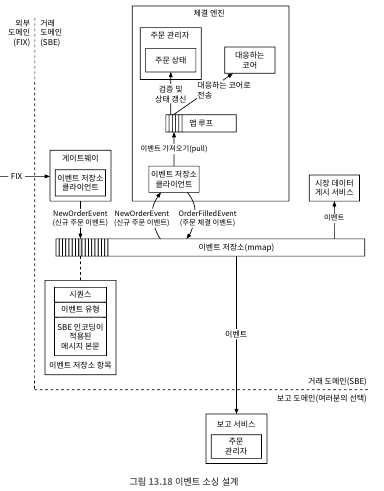 외부
도메인
(FIX)
거래
도메인
(SBE)
체결 엔진
주문 관리자
주문 상태
대응하는
코어
검증 및
상태 갱신
대응하는 코어로
전송
앱 루프
이벤트 가져오기(pull)
게이트웨이
이벤트 저장소
클라이언트
FIX
이벤트 저장소
클라이언트
시장 데이터
게시 서비스
NewOrderEvent
(신규 주문 이벤트)
NewOrderEvent
(신규 주문 이벤트)
OrderFilledEvent
(주문 체결 이벤트)
이벤트
이벤트 저장소(mmap)
시퀀스
이벤트 유형
SBE 인코딩이
적용된
메시지 본문
이벤트 저장소 항목
이벤트
거래 도메인(SBE)
보고 도메인(여러분의 선택)
보고 서비스
주문
관리자
그림 13.18 이벤트 소싱 설계